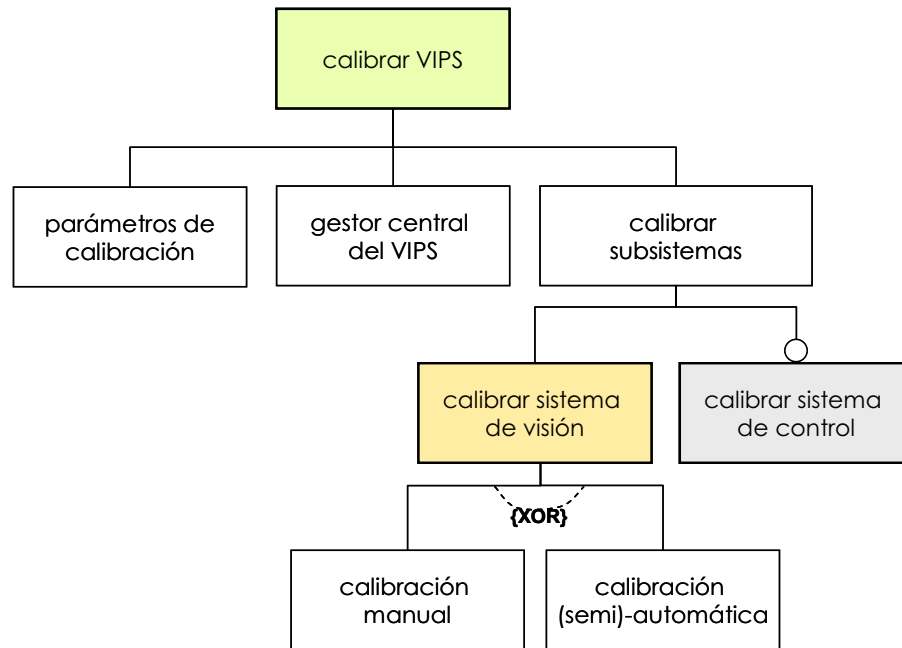 calibrar VIPS
parámetros de
calibración
gestor central
del VIPS
calibrar
subsistemas
calibrar sistema
de visión
calibrar sistema
de control
{XOR}
calibración
manual
calibración
(semi)-automática